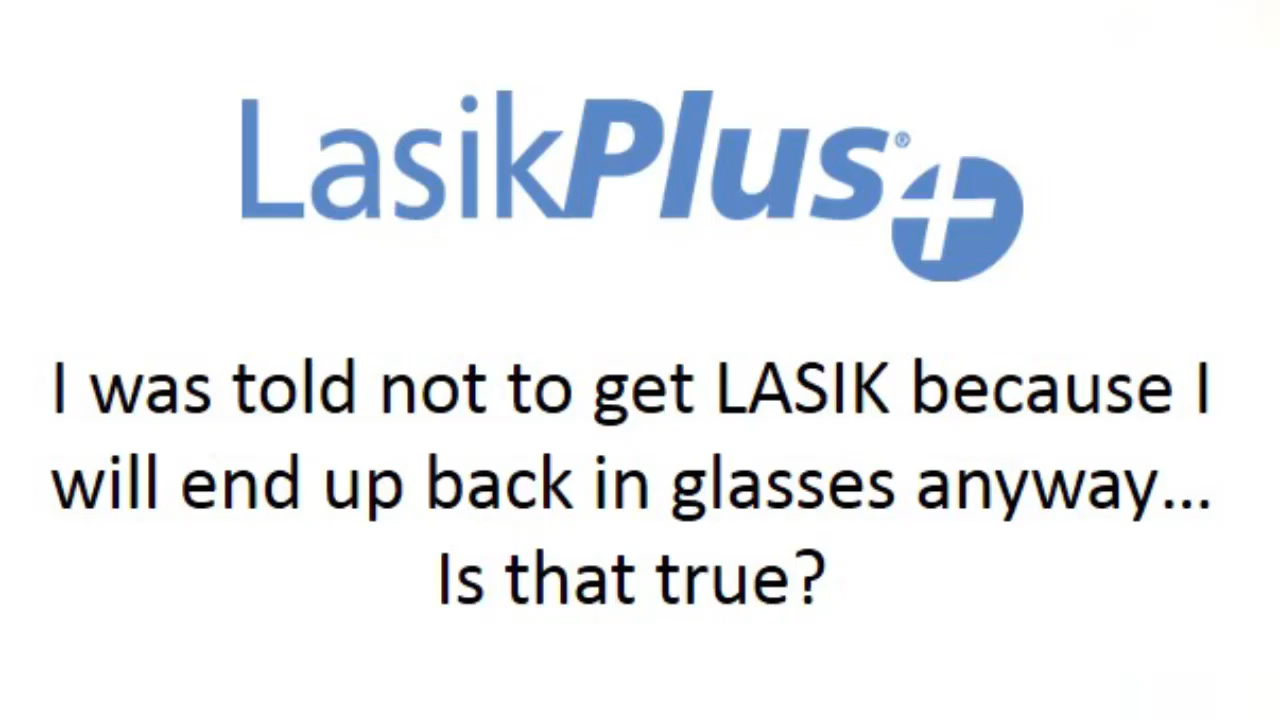 LasikPlus®
I was told not to get LASIK because I
will end up back in glasses anyway...
Is that true?